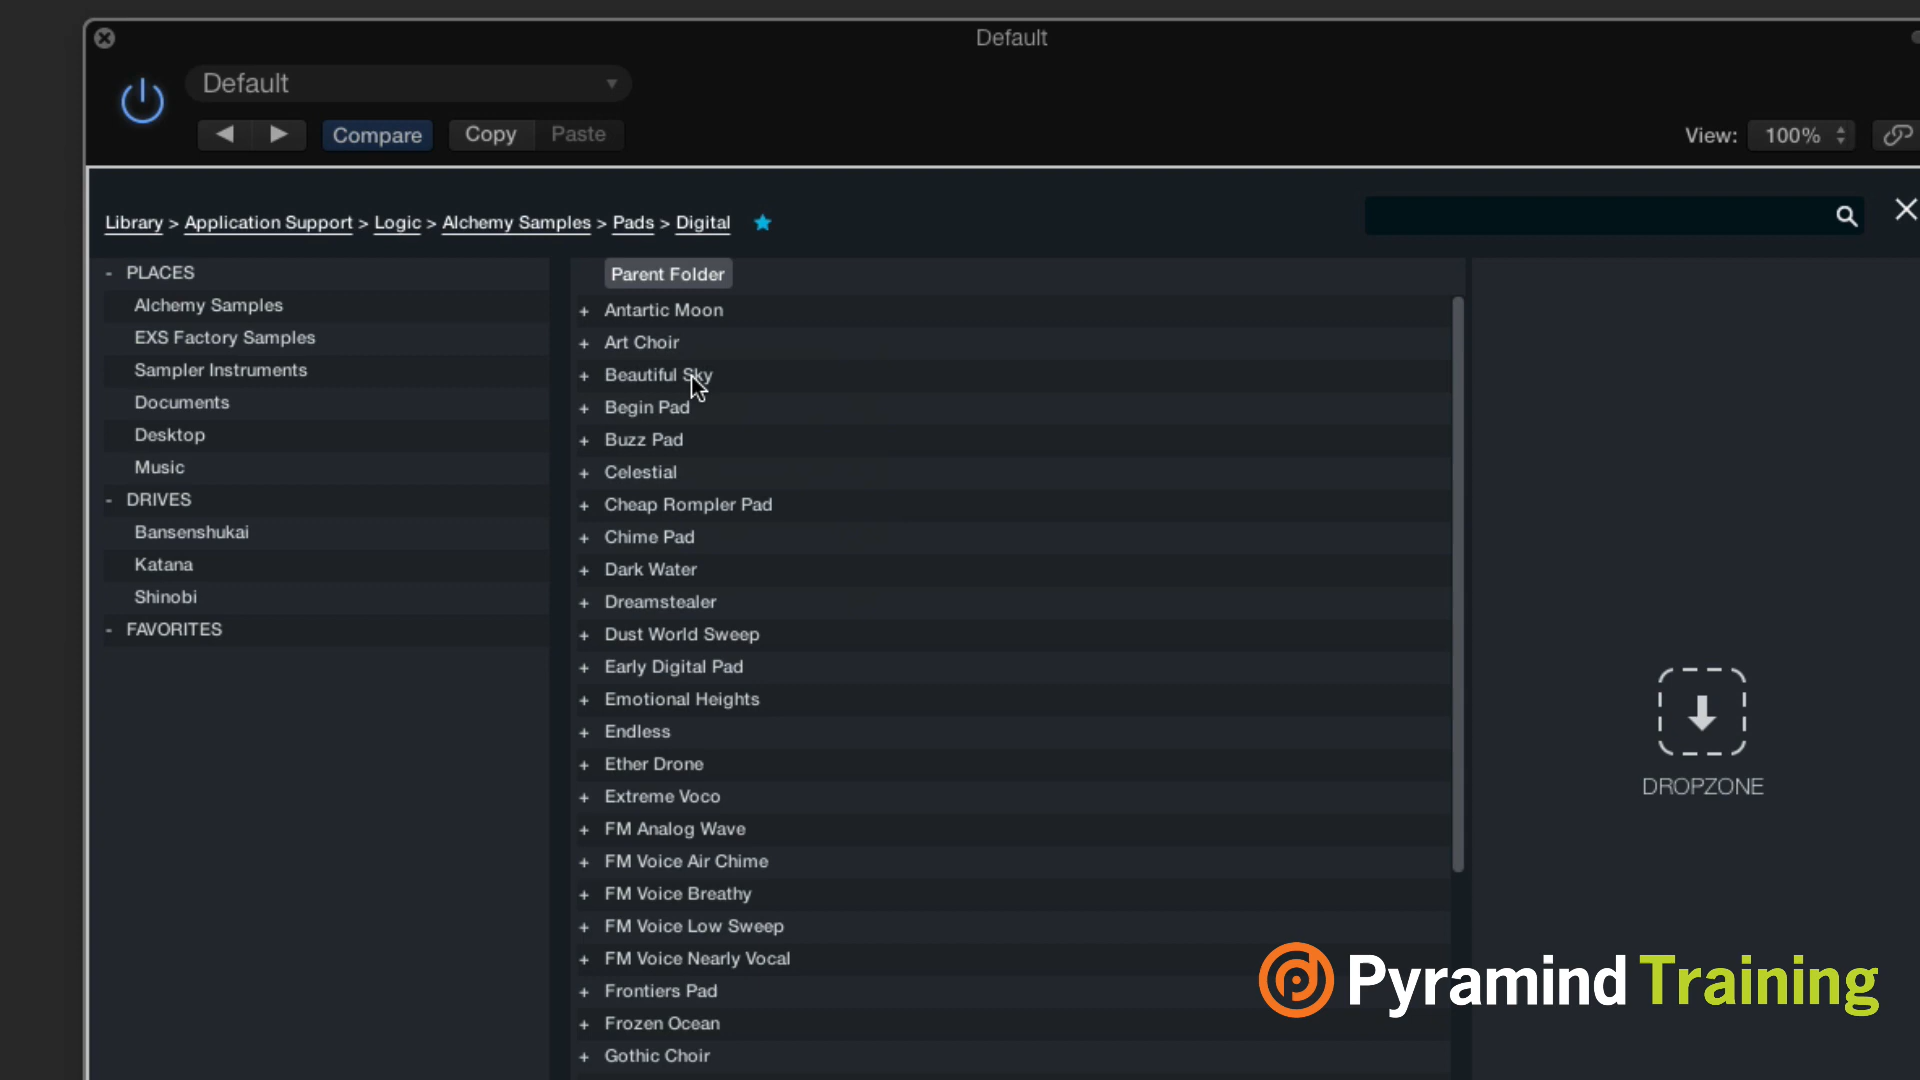 Default
Default
Compare
Copy
Paste
View:
100%
Library > Application Support > Logic > Alchemy Samples > Pads > Digital
- PLACES
Alchemy Samples
EXS Factory Samples
Sampler Instruments
Documents
Desktop
Music
- DRIVES
Bansenshukai
Katana
Shinobi
- FAVORITES
Parent Folder
+ Antartic Moon
+ Art Choir
+ Beautiful Sky
+ Begin Pad
+ Buzz Pad
+ Celestial
+ Cheap Rompler Pad
+ Chime Pad
+ Dark Water
+ Dreamstealer
+ Dust World Sweep
+ Early Digital Pad
+ Emotional Heights
+ Endless
+ Ether Drone
+ Extreme Voco
+ FM Analog Wave
+ FM Voice Air Chime
+ FM Voice Breathy
+ FM Voice Low Sweep
+ FM Voice Nearly Vocal
+ Frontiers Pad
+ Frozen Ocean
+ Gothic Choir
DROPZONE
Pyramind Training